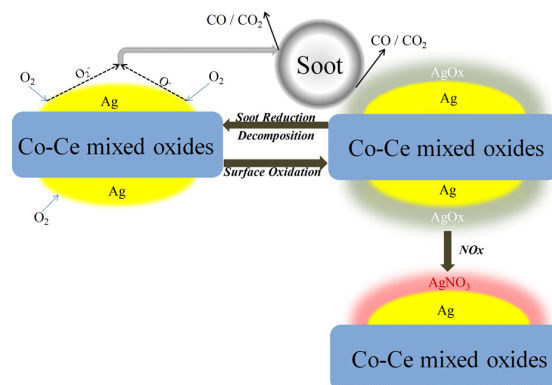 CO / CO₂
O₂
O₂⁻
O⁻
O₂
Ag
Co-Ce mixed oxides
Ag
O₂
Soot
CO / CO₂
Soot Reduction
Decomposition
Surface Oxidation
AgOx
Ag
Co-Ce mixed oxides
Ag
AgOx
NOx
AgNO₃
Ag
Co-Ce mixed oxides